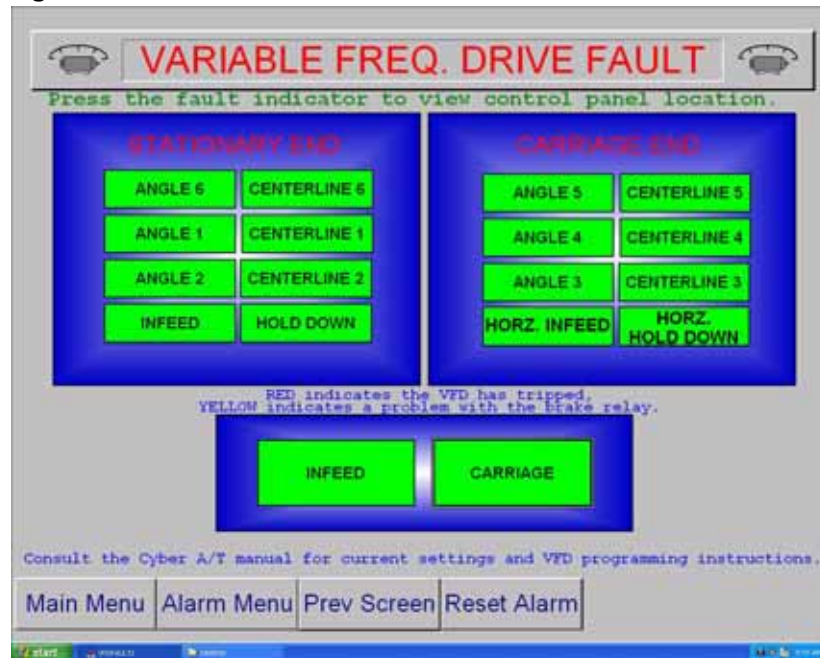 VARIABLE FREQ. DRIVE FAULT
Press the fault indicator to view control panel location.
STATIONARY END
ANGLE 6 CENTERLINE 6
ANGLE 1 CENTERLINE 1
ANGLE 2 CENTERLINE 2
INFEED HOLD DOWN
CARRIAGE END
ANGLE 5 CENTERLINE 5
ANGLE 4 CENTERLINE 4
ANGLE 3 CENTERLINE 3
HORZ. INFEED HORZ.
HOLD DOWN
RED indicates the VFD has tripped,
YELLOW indicates a problem with the brake relay.
INFEED CARRIAGE
Consult the Cyber A/T manual for current settings and VFD programming instructions.
Main Menu Alarm Menu Prev Screen Reset Alarm
start